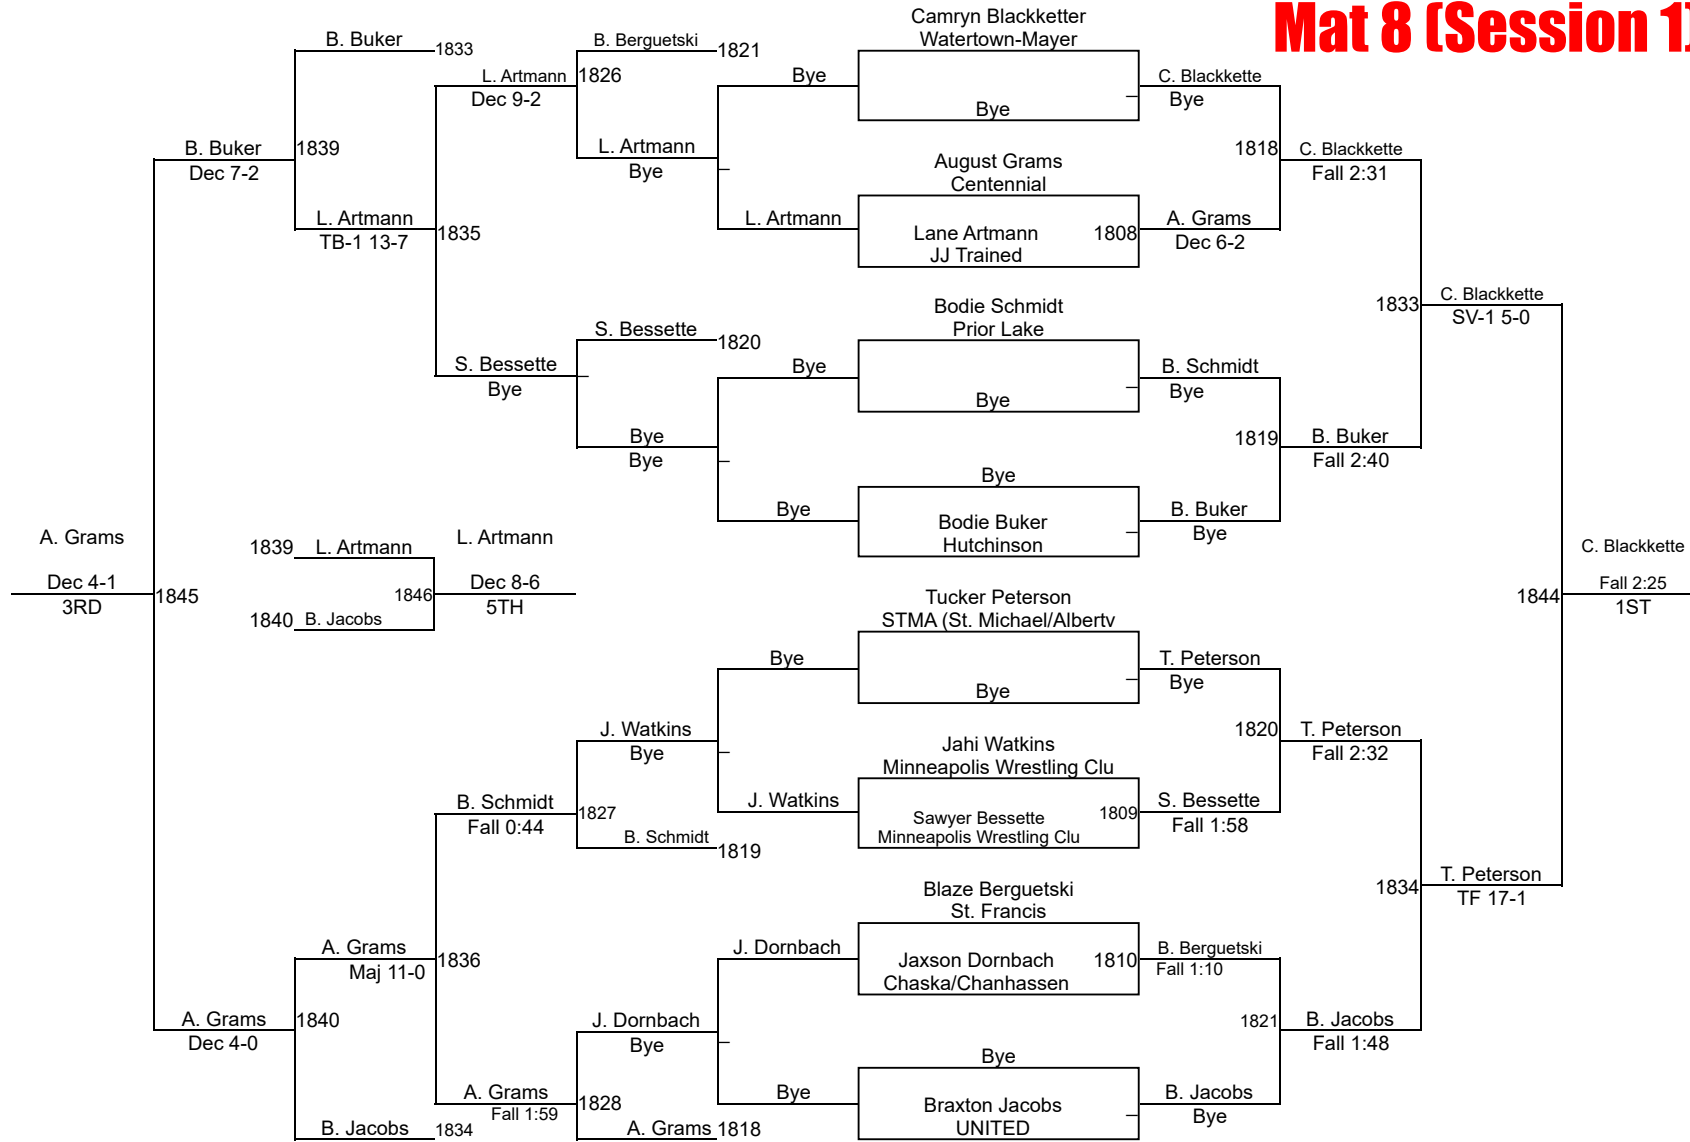 Mat 8 (Session 1)
Camryn Blackketter
Watertown-Mayer
B. Buker
1833
B. Berguetski
1821
L. Artmann
1826
Dec 9-2
Bye
Bye
C. Blackkette
Bye
B. Buker
Dec 7-2
1839
L. Artmann
Bye
August Grams
Centennial
1818
C. Blackkette
Fall 2:31
L. Artmann
TB-1 13-7
1835
L. Artmann
Lane Artmann
JJ Trained
1808
A. Grams
Dec 6-2
Bodie Schmidt
Prior Lake
1833
C. Blackkette
SV-1 5-0
S. Bessette
1820
S. Bessette
Bye
Bye
Bye
B. Schmidt
Bye
Bye
Bye
1819
B. Buker
Fall 2:40
Bye
Bye
Bodie Buker
Hutchinson
B. Buker
Bye
A. Grams
Dec 4-1
3RD
1845
1839
L. Artmann
1840
B. Jacobs
1846
L. Artmann
Dec 8-6
5TH
C. Blackkette
1844
Fall 2:25
1ST
Tucker Peterson
STMA (St. Michael/Albertv
Bye
Bye
T. Peterson
Bye
J. Watkins
Bye
Jahi Watkins
Minneapolis Wrestling Clu
1820
T. Peterson
Fall 2:32
B. Schmidt
Fall 0:44
1827
J. Watkins
Sawyer Bessette
Minneapolis Wrestling Clu
1809
S. Bessette
Fall 1:58
B. Schmidt
1819
1834
T. Peterson
TF 17-1
Blaze Berguetski
St. Francis
A. Grams
Maj 11-0
1836
J. Dornbach
Jaxson Dornbach
Chaska/Chanhassen
1810
B. Berguetski
Fall 1:10
A. Grams
Dec 4-0
1840
J. Dornbach
Bye
1821
B. Jacobs
Fall 1:48
Bye
A. Grams
Fall 1:59
1828
Bye
Braxton Jacobs
UNITED
B. Jacobs
Bye
B. Jacobs
1834
A. Grams
1818